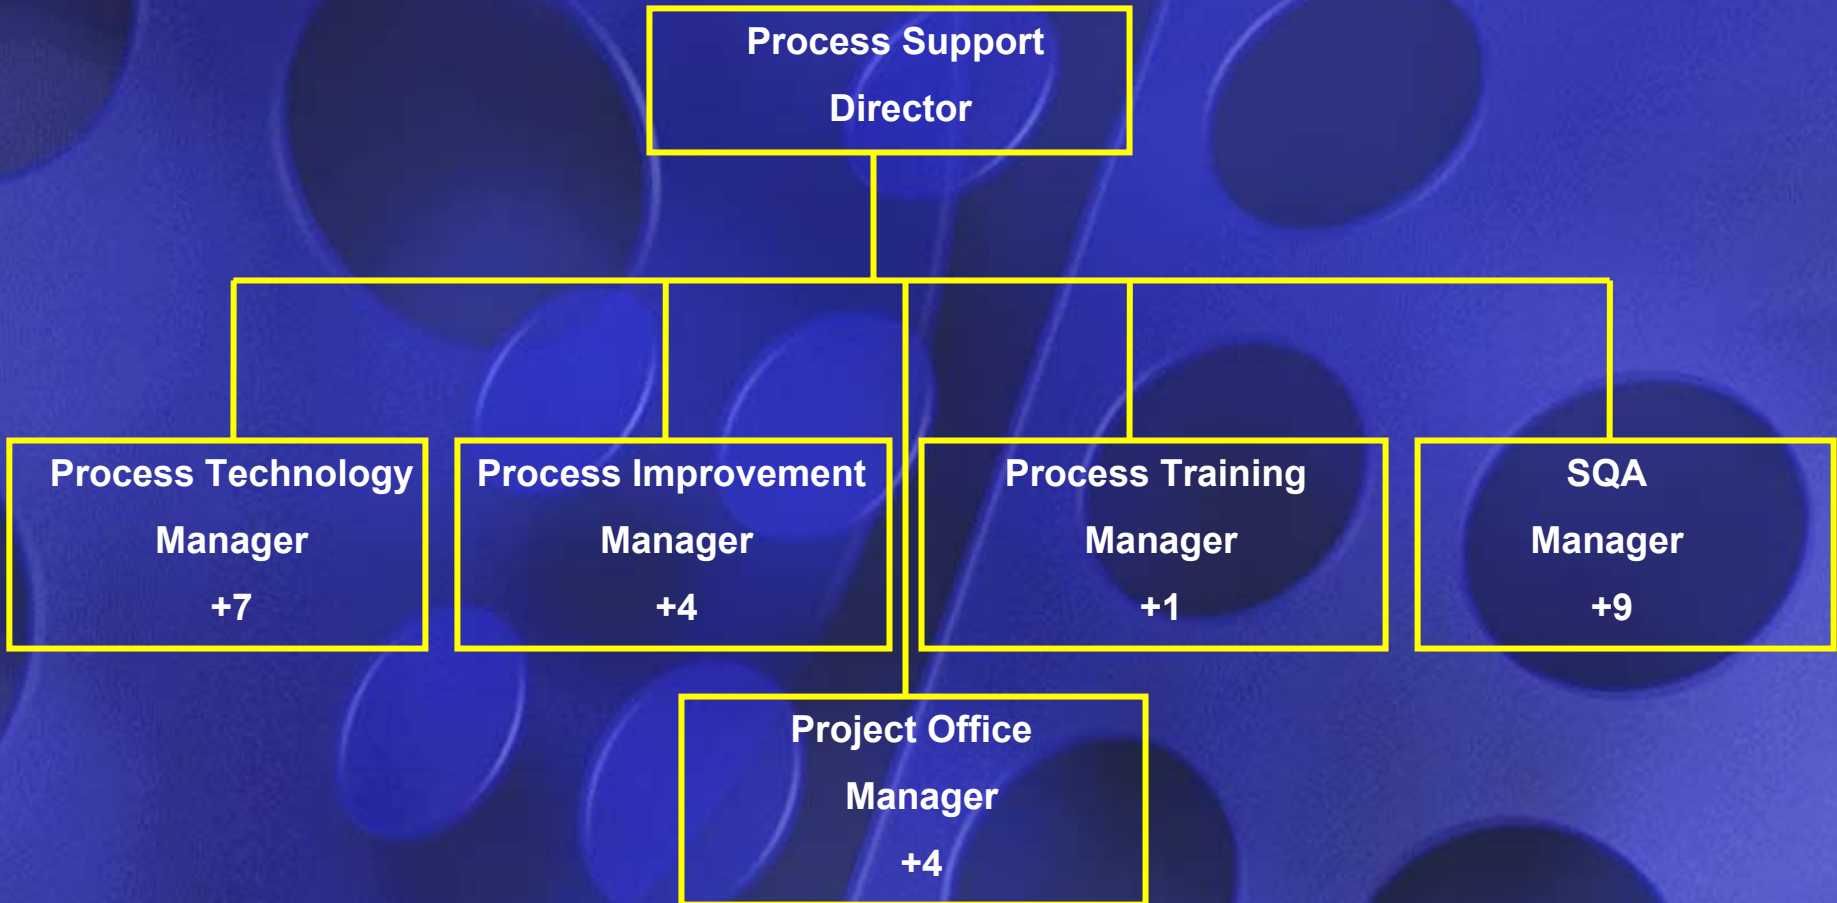 Process Support
Director
Process Technology
Manager
+7
Process Improvement
Manager
+4
Process Training
Manager
+1
SQA
Manager
+9
Project Office
Manager
+4